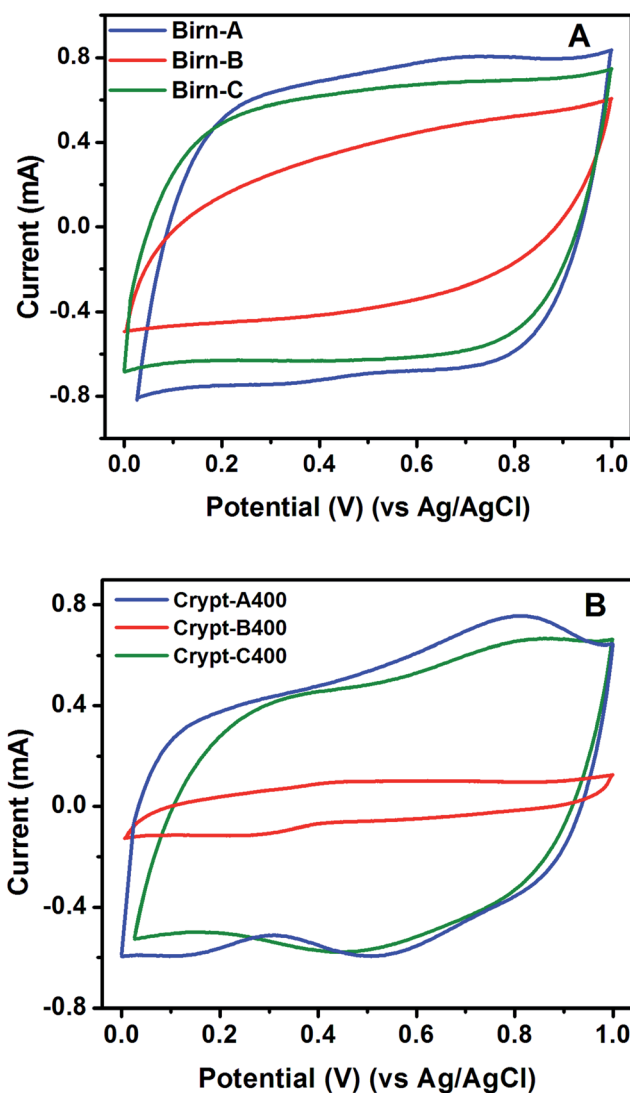 A
Birn-A
Birn-B
Birn-C
0.8
0.4
0.0
-0.4
-0.8
Current (mA)
0.0 0.2 0.4 0.6 0.8 1.0
Potential (V) (vs Ag/AgCl)
B
Crypt-A400
Crypt-B400
Crypt-C400
0.8
0.4
0.0
-0.4
-0.8
Current (mA)
0.0 0.2 0.4 0.6 0.8 1.0
Potential (V) (vs Ag/AgCl)